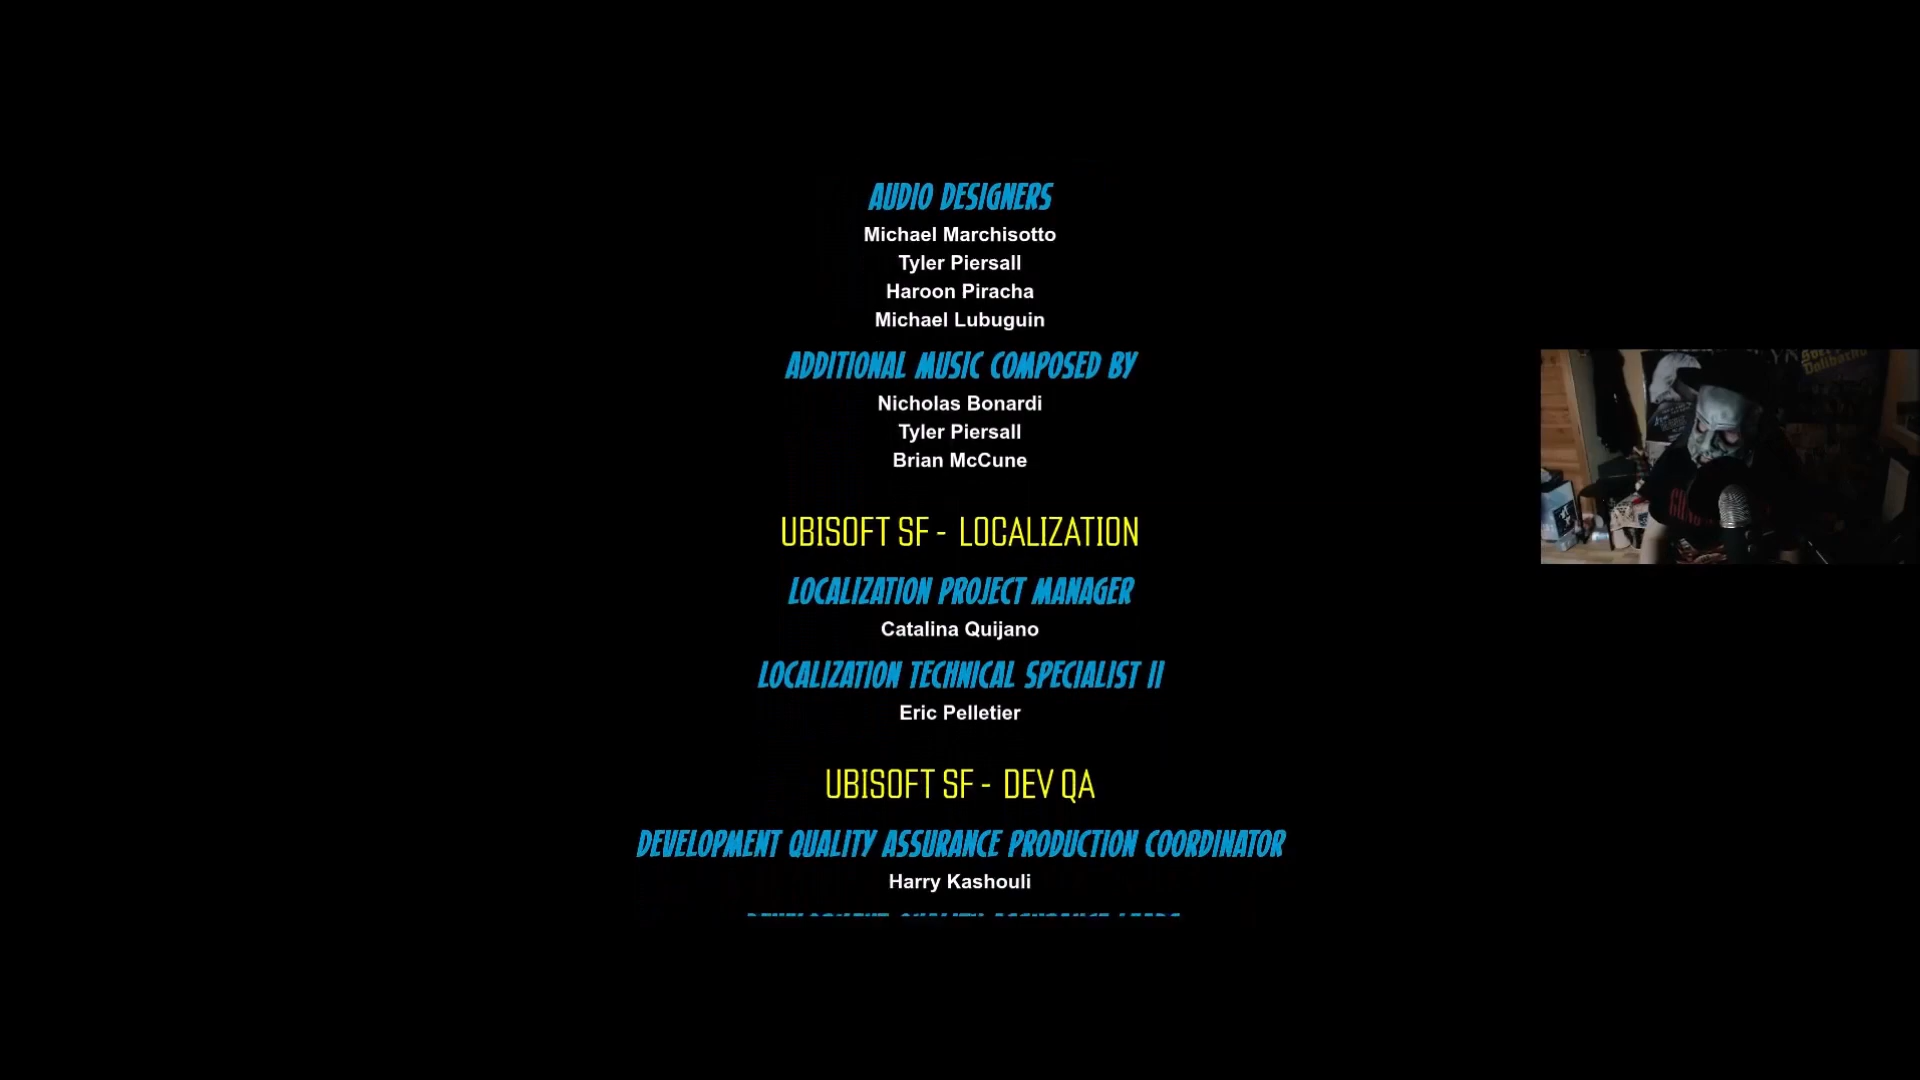 AUDIO DESIGNERS
Michael Marchisotto
Tyler Piersall
Haroon Piracha
Michael Lubuguin
ADDITIONAL MUSIC COMPOSED BY
Nicholas Bonardi
Tyler Piersall
Brian McCune
UBISOFT SF - LOCALIZATION
LOCALIZATION PROJECT MANAGER
Catalina Quijano
LOCALIZATION TECHNICAL SPECIALIST II
Eric Pelletier
UBISOFT SF - DEV QA
DEVELOPMENT QUALITY ASSURANCE PRODUCTION COORDINATOR
Harry Kashouli